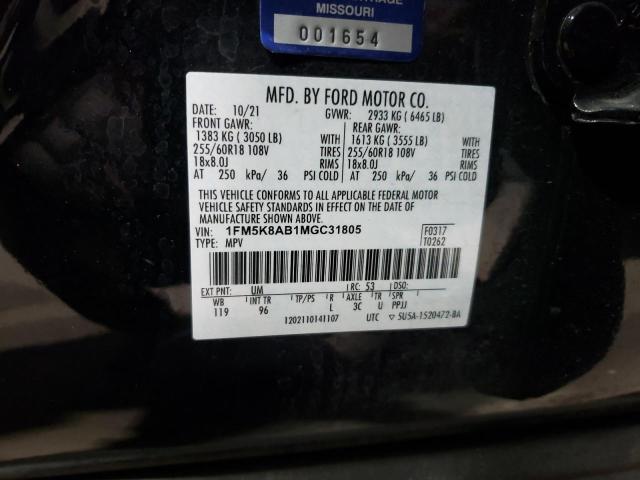 MISSOURI
001654
MFD. BY FORD MOTOR CO.
DATE: 10/21 GVWR: 2933 KG ( 6465 LB)
FRONT GAWR: REAR GAWR:
1383 KG ( 3050 LB) WITH 1613 KG ( 3555 LB) WITH
255/60R18 108V TIRES 255/60R18 108V TIRES
18x8.0J RIMS 18x8.0J RIMS
AT 250 kPa/ 36 PSI COLD AT 250 kPa/ 36 PSI COLD
THIS VEHICLE CONFORMS TO ALL APPLICABLE FEDERAL MOTOR
VEHICLE SAFETY STANDARDS IN EFFECT ON THE DATE OF
MANUFACTURE SHOWN ABOVE.
VIN: 1FM5K8AB1MGC31805 F0317
TYPE: MPV T0262
EXT PNT: UM RC: 53 DSO:
WB INT TR TP/PS R AXLE TR SPR
119 96 L 3C U PPJJ
1202110141107 UTC ▽ 5U5A-1520472-BA